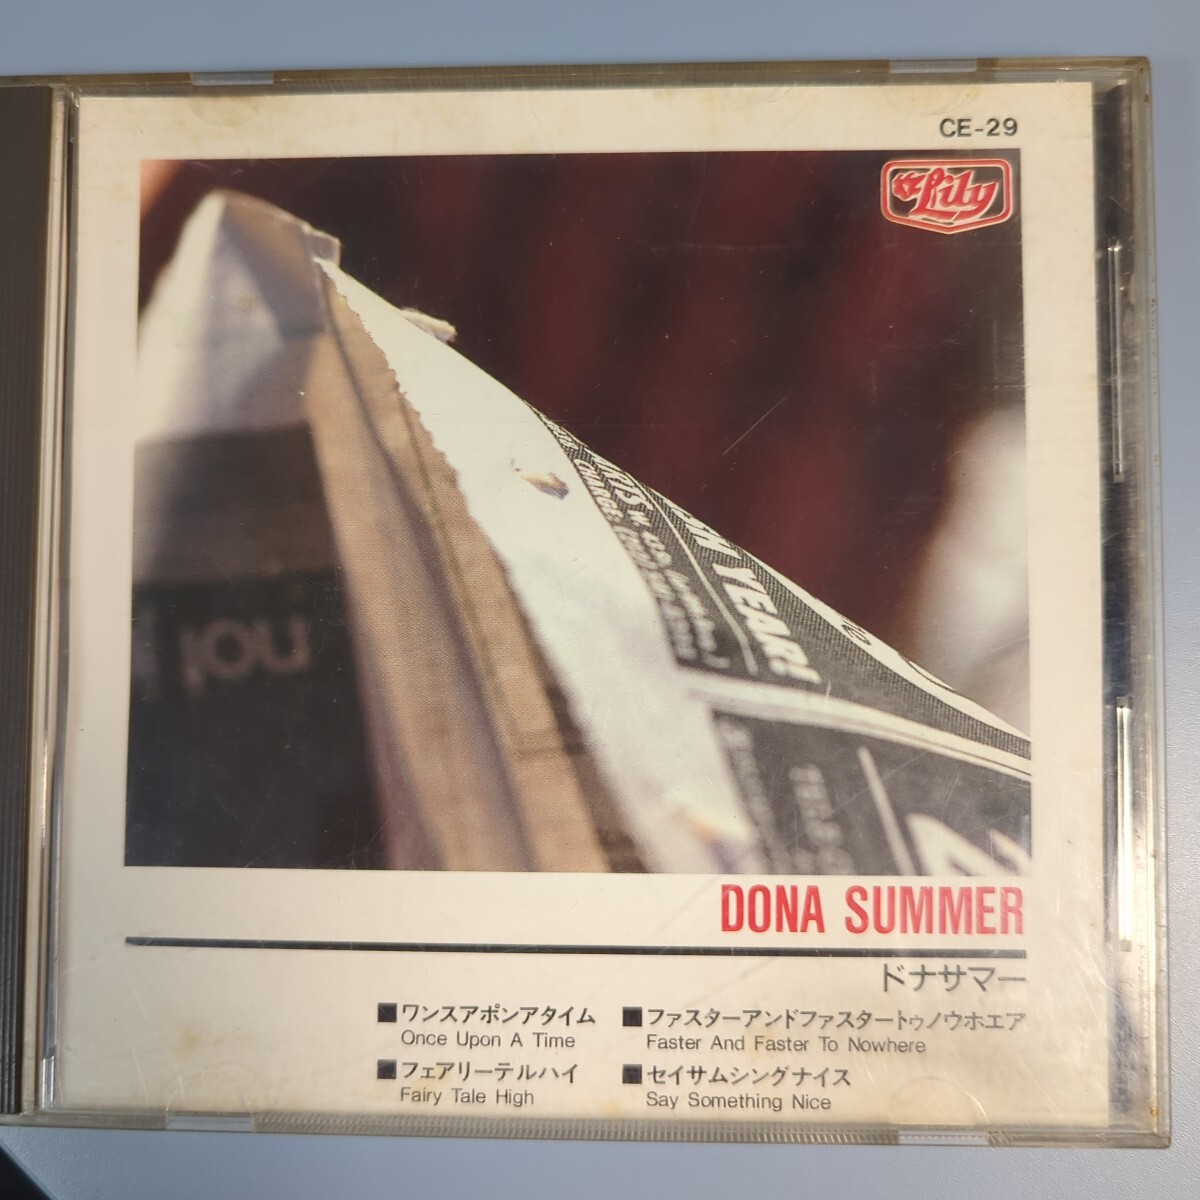 CE-29
Lily
YEAR!
DONA SUMMER
ドナサマー
■ワンスアポンアタイム
Once Upon A Time
■フェアリーテルハイ
Fairy Tale High
■ファスターアンドファスタートゥノウホエア
Faster And Faster To Nowhere
■セイサムシングナイス
Say Something Nice